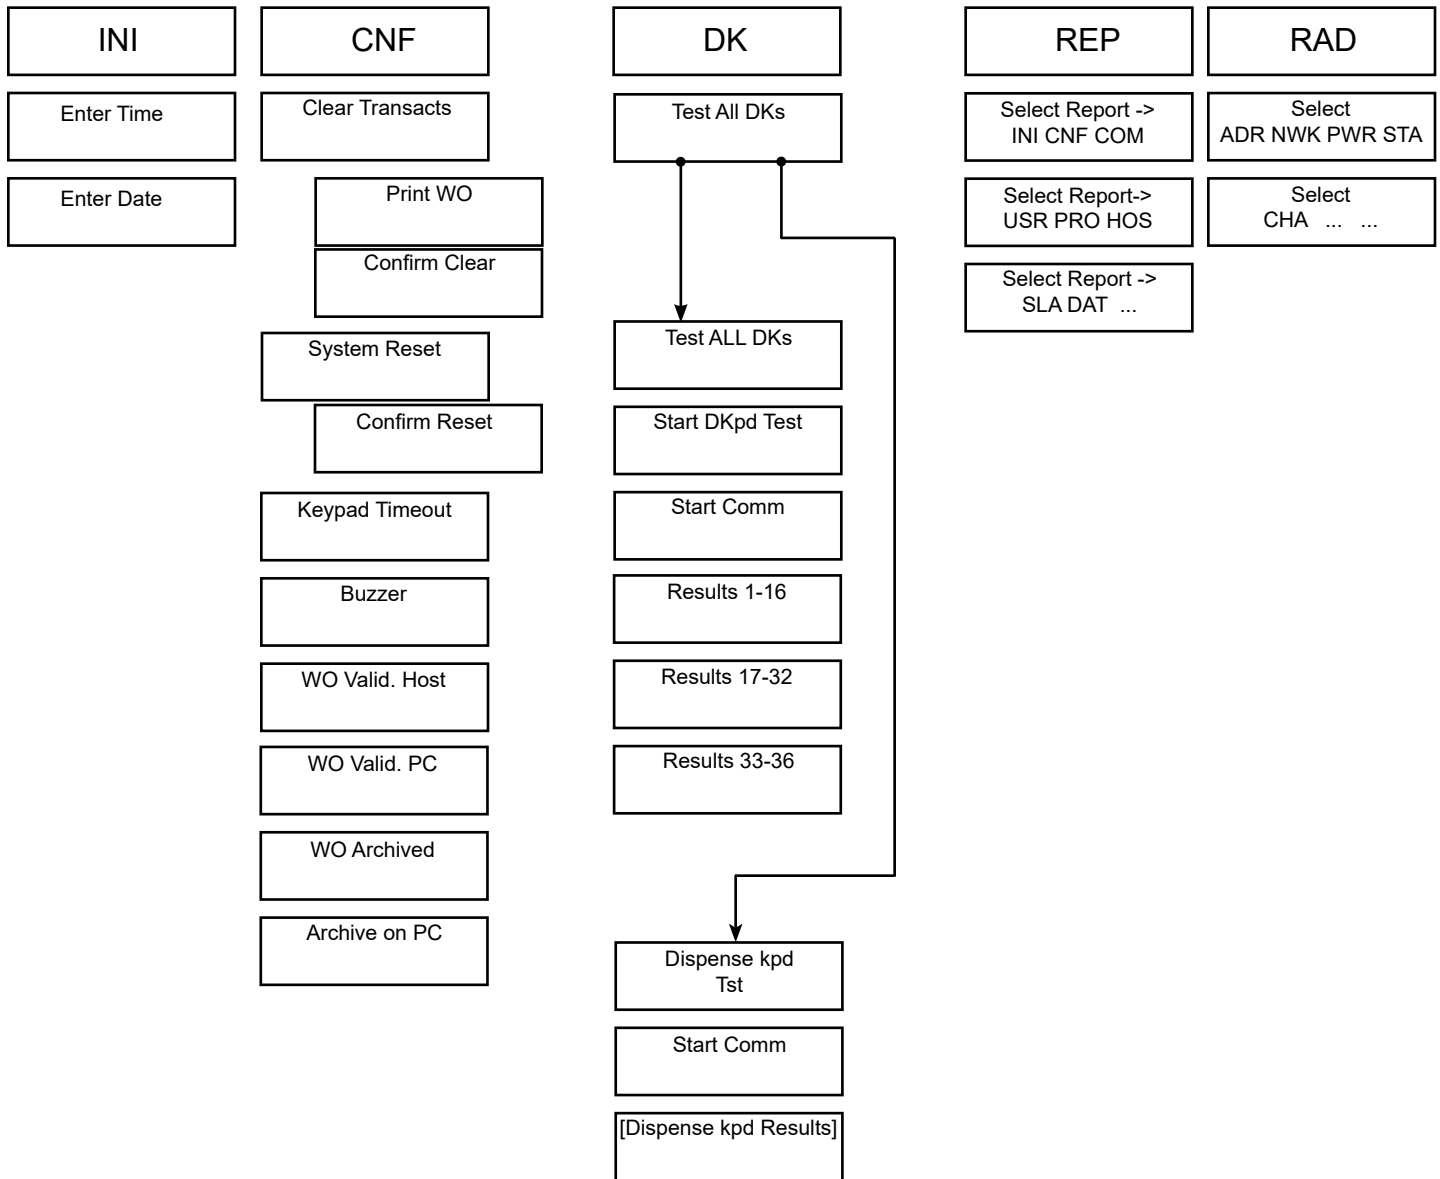 INI
Enter Time
Enter Date
CNF
Clear Transacts
Print WO
Confirm Clear
System Reset
Confirm Reset
Keypad Timeout
Buzzer
WO Valid. Host
WO Valid. PC
WO Archived
Archive on PC
DK
Test All DKs
Test ALL DKs
Start DKpd Test
Start Comm
Results 1-16
Results 17-32
Results 33-36
Dispense kpd
Tst
Start Comm
[Dispense kpd Results]
REP
Select Report ->
INI CNF COM
Select Report->
USR PRO HOS
Select Report ->
SLA DAT ...
RAD
Select
ADR NWK PWR STA
Select
CHA ... ...